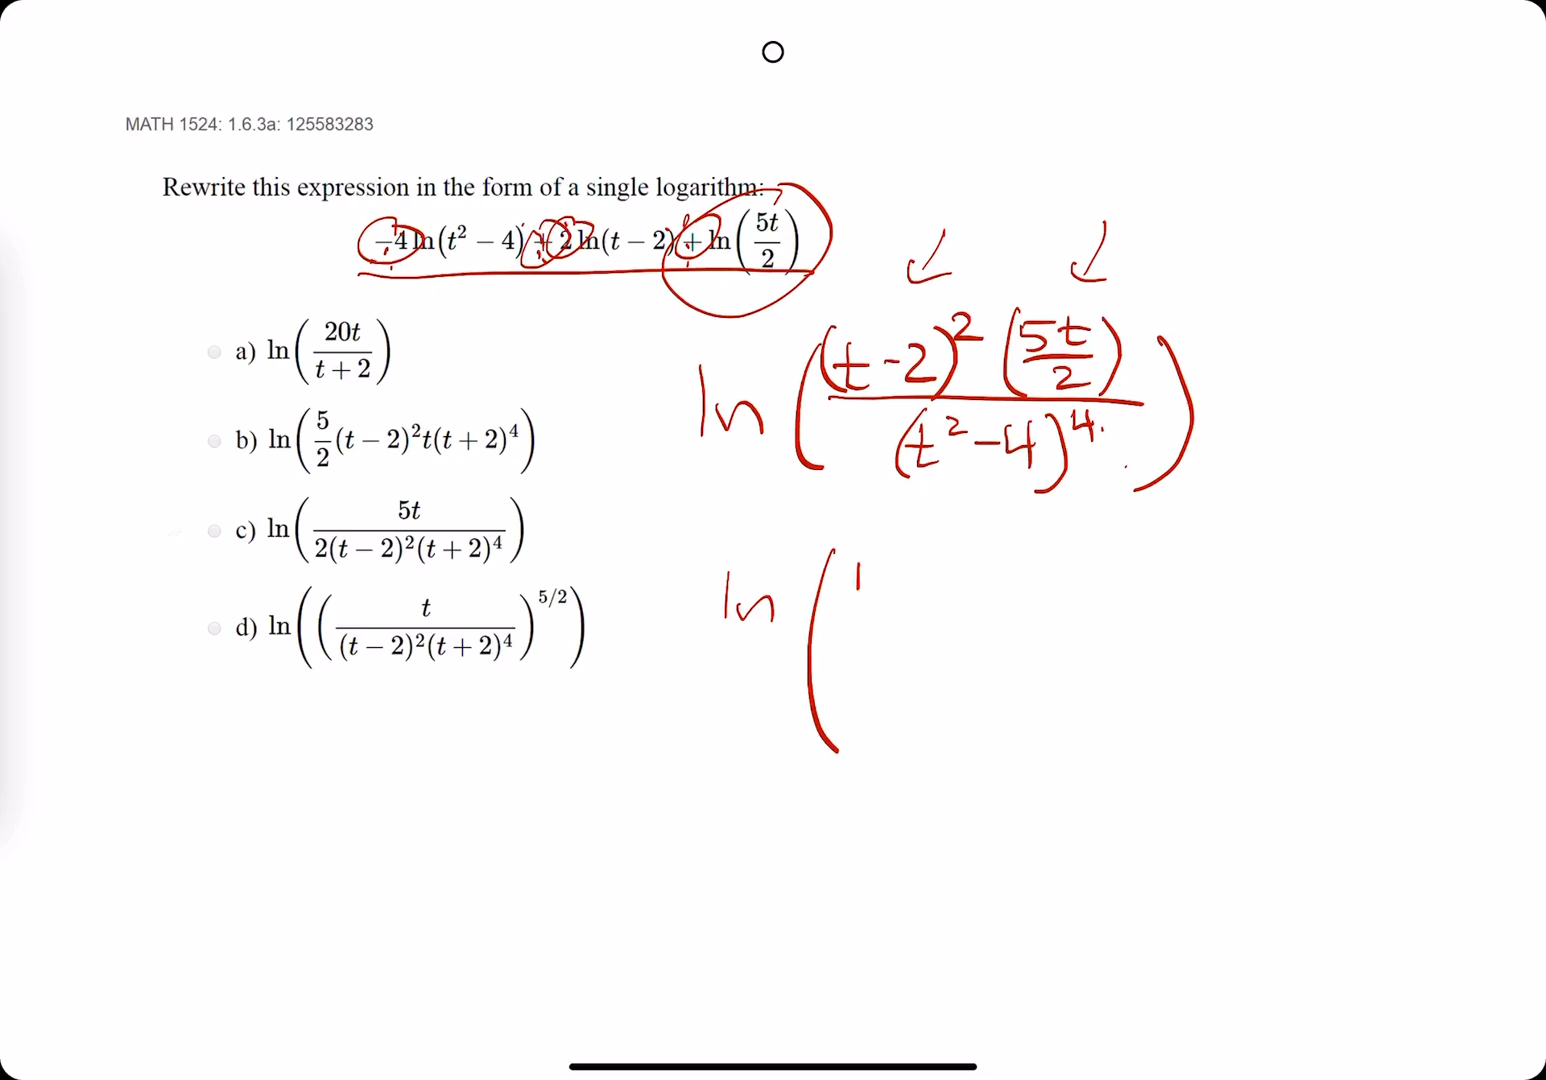 MATH 1524: 1.6.3a: 125583283
Rewrite this expression in the form of a single logarithm:
−4 ln(t² − 4) + 2 ln(t − 2) + ln(5t/2)
a) ln(20t/(t + 2))
b) ln(5/2(t − 2)²t(t + 2)⁴)
c) ln(5t/(2(t − 2)²(t + 2)⁴))
d) ln((t/((t − 2)²(t + 2)⁴))^(5/2))
ln((t-2)²(5t/2)/(t²-4)⁴)
ln(